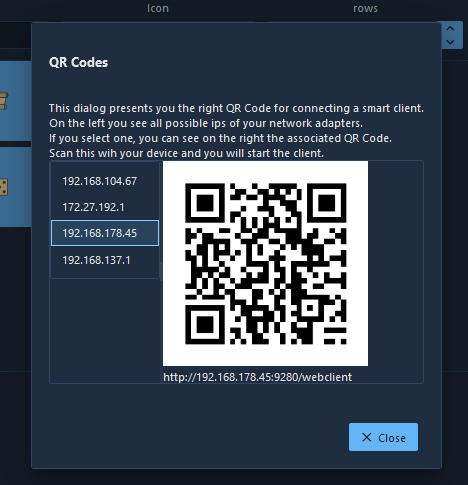 Icon
rows
QR Codes
This dialog presents you the right QR Code for connecting a smart client.
On the left you see all possible ips of your network adapters.
If you select one, you can see on the right the associated QR Code.
Scan this wih your device and you will start the client.
192.168.104.67
172.27.192.1
192.168.178.45
192.168.137.1
http://192.168.178.45:9280/webclient
Close